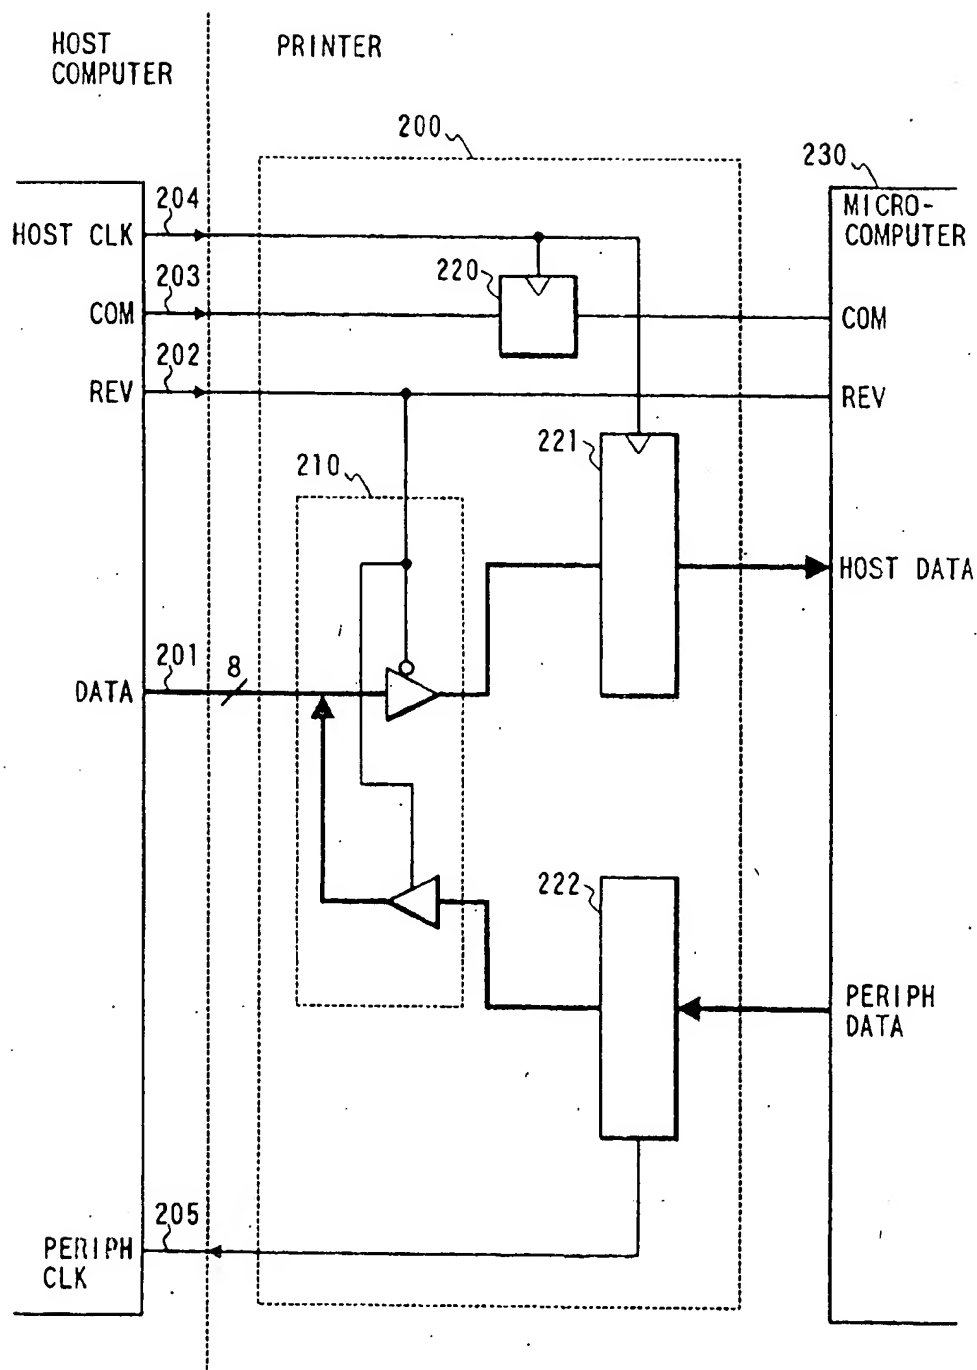 HOST
COMPUTER
PRINTER
200
230
MICRO-
COMPUTER
204
HOST CLK
203
220
COM
COM
202
REV
REV
221
210
HOST DATA
201
8
DATA
222
PERIPH
DATA
205
PERIPH
CLK